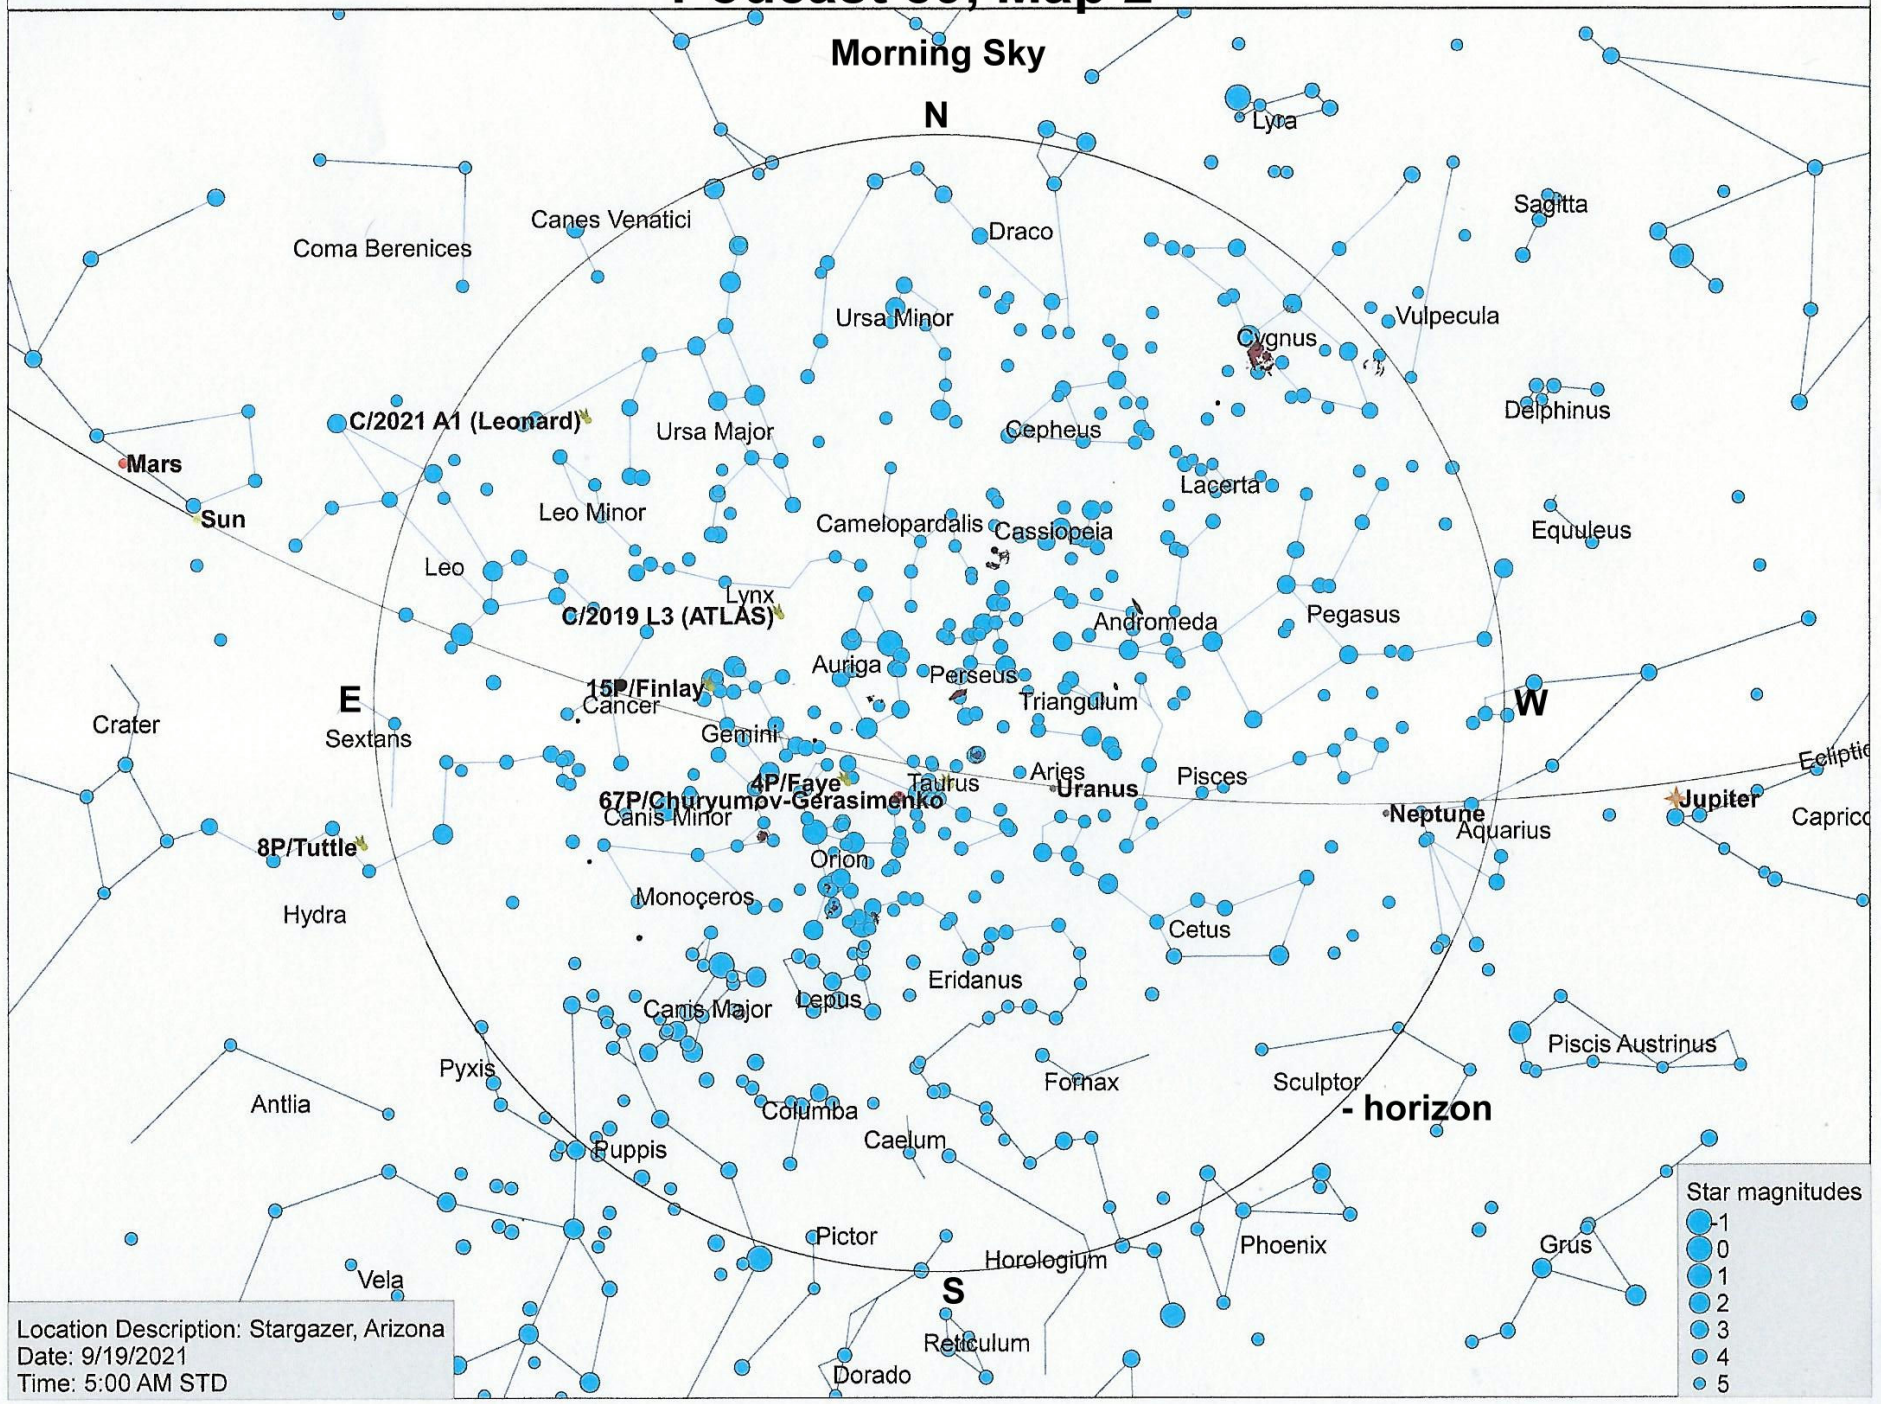 Podcast
Morning Sky
N
Lyra
Canes Venatici
Sagitta
Coma Berenices
Draco
Ursa Minor
Vulpecula
Cygnus
Delphinus
C/2021 A1 (Leonard)
Ursa Major
Cepheus
Mars
Lacerta
Sun
Leo Minor
Camelopardalis
Cassiopeia
Equuleus
Leo
Lynx
C/2019 L3 (ATLAS)
Andromeda
Pegasus
Auriga
Perseus
15P/Finlay
E
Cancer
Triangulum
W
Crater
Sextans
Gemini
Ecliptic
Aries
Pisces
4P/Faye
Taurus
Uranus
67P/Churyumov-Gerasimenko
Jupiter
Canis Minor
Neptune
Capric
Aquarius
8P/Tuttle
Orion
Monoceros
Hydra
Cetus
Eridanus
Canis Major
Lepus
Piscis Austrinus
Pyxis
Fornax
Sculptor
Antlia
Columba
- horizon
Caelum
Puppis
Pictor
Horologium
Phoenix
Grus
Vela
S
Reticulum
Dorado
Star magnitudes
-1
0
1
2
3
4
5
Location Description: Stargazer, Arizona
Date: 9/19/2021
Time: 5:00 AM STD